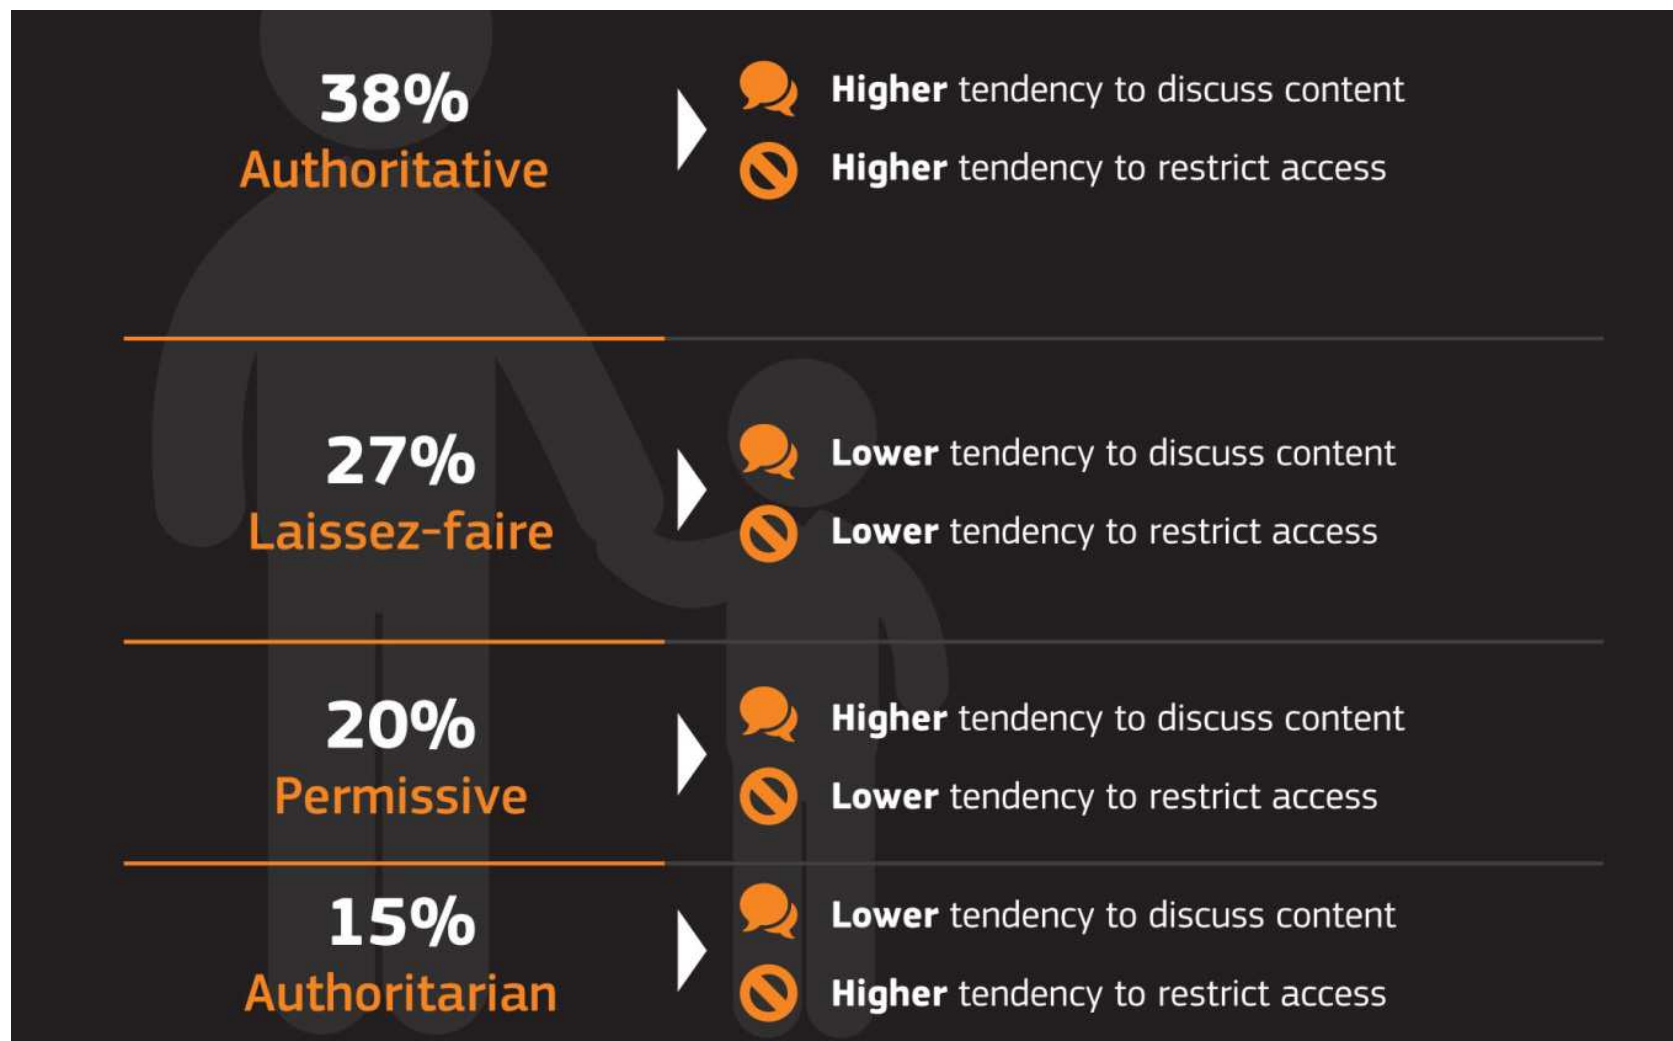 38%
Authoritative
Higher tendency to discuss content
Higher tendency to restrict access
27%
Laissez-faire
Lower tendency to discuss content
Lower tendency to restrict access
20%
Permissive
Higher tendency to discuss content
Lower tendency to restrict access
15%
Authoritarian
Lower tendency to discuss content
Higher tendency to restrict access